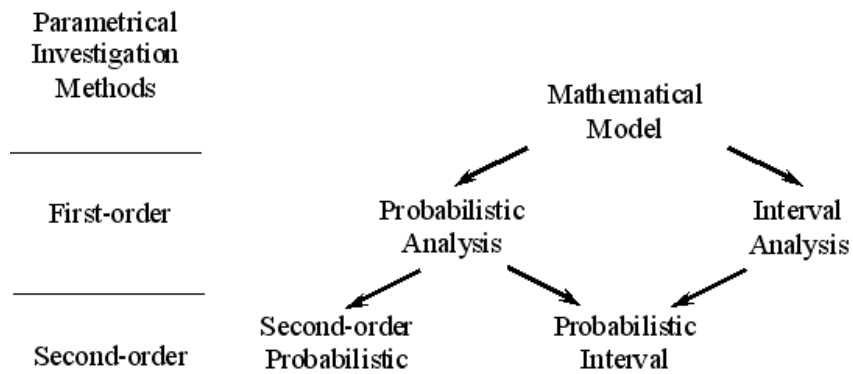 Parametrical
Investigation
Methods
Mathematical
Model
First-order
Probabilistic
Analysis
Interval
Analysis
Second-order
Second-order
Probabilistic
Probabilistic
Interval